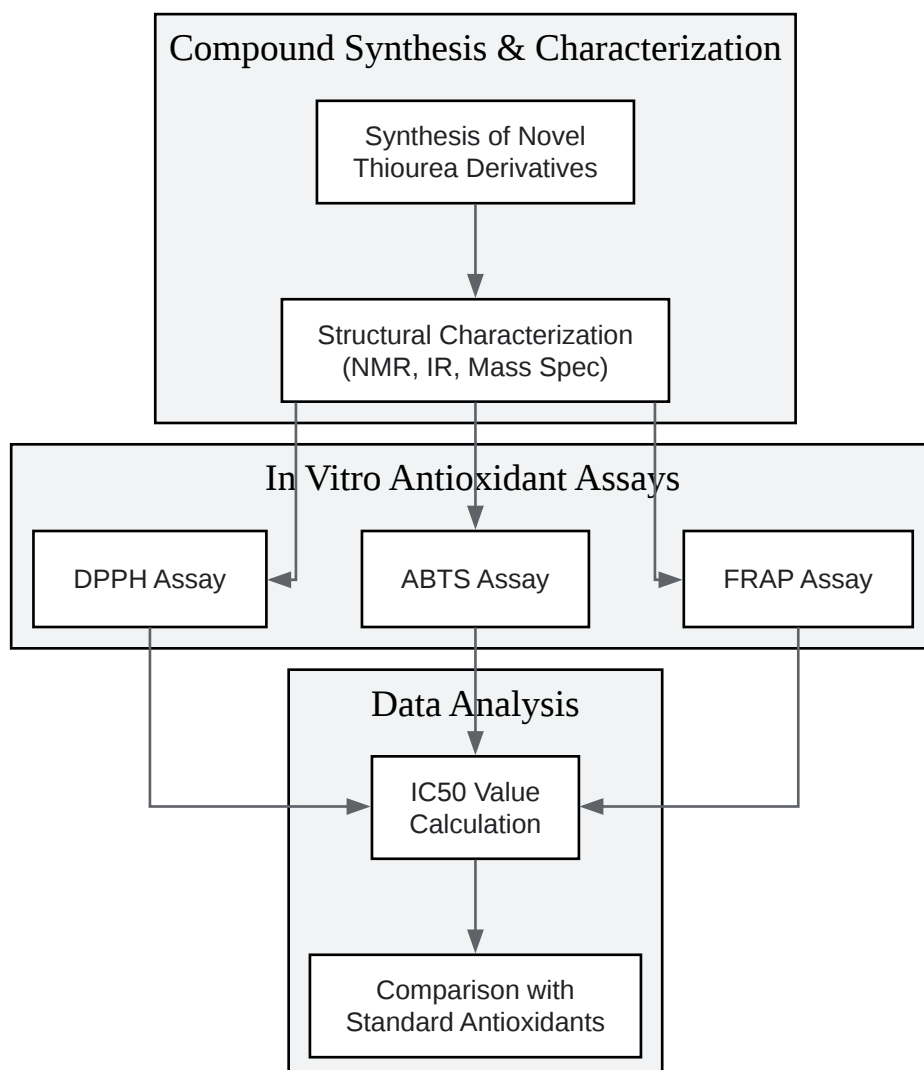 Compound Synthesis & Characterization
Synthesis of Novel
Thiourea Derivatives
Structural Characterization
(NMR, IR, Mass Spec)
In Vitro Antioxidant Assays
DPPH Assay
ABTS Assay
FRAP Assay
Data Analysis
IC50 Value
Calculation
Comparison with
Standard Antioxidants